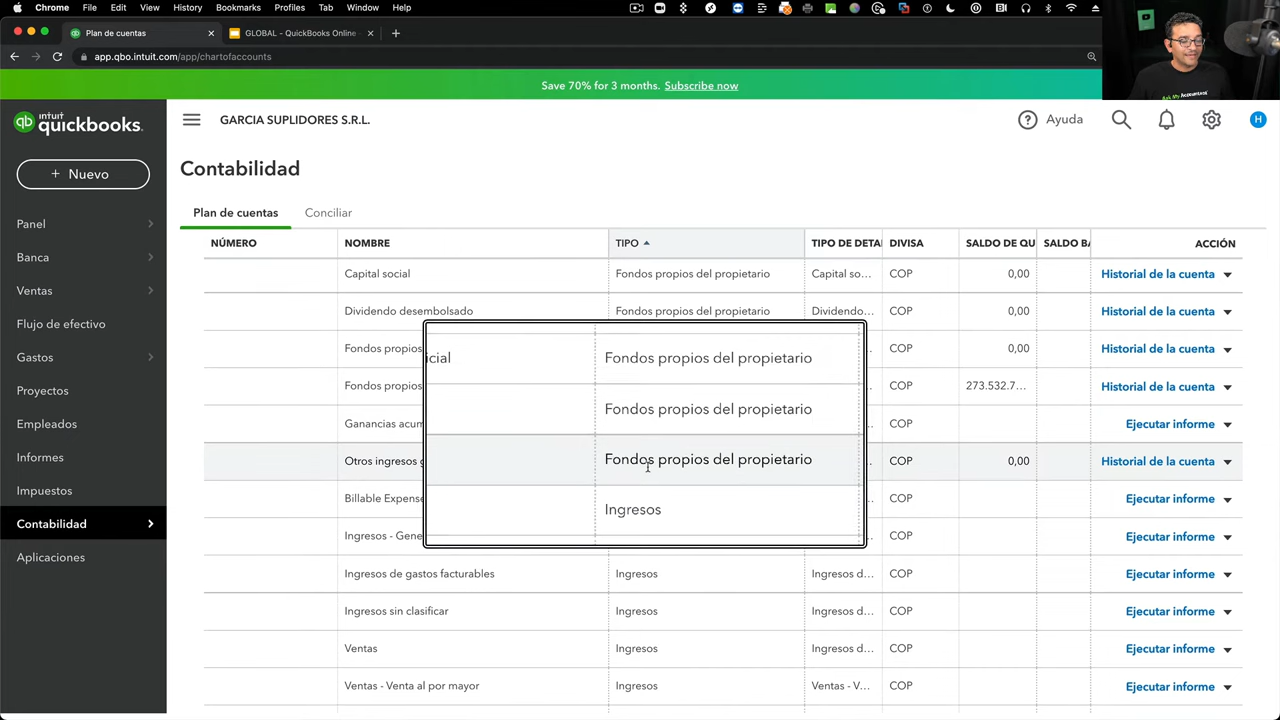 Chrome File Edit View History Bookmarks Profiles Tab Window Help
Plan de cuentas GLOBAL - QuickBooks Online
app.qbo.intuit.com/app/chartofaccounts
Save 70% for 3 months. Subscribe now
Ask My Accountant
intuit
quickbooks.
GARCIA SUPLIDORES S.R.L.
Ayuda
H
+ Nuevo
Panel
Banca
Ventas
Flujo de efectivo
Gastos
Proyectos
Empleados
Informes
Impuestos
Contabilidad
Aplicaciones
Contabilidad
Plan de cuentas Conciliar
NÚMERO NOMBRE TIPO TIPO DE DETAL DIVISA SALDO DE QU SALDO BA ACCIÓN
Capital social Fondos propios del propietario Capital so... COP 0,00 Historial de la cuenta
Dividendo desembolsado Fondos propios del propietario Dividendo... COP Historial de la cuenta
Fondos propios COP 0,00 Historial de la cuenta
Fondos propios COP 273.532.7... Historial de la cuenta
Ganancias acum COP Ejecutar informe
Otros ingresos g COP 0,00 Historial de la cuenta
Billable Expense COP Ejecutar informe
Ingresos - Gene COP Ejecutar informe
Ingresos de gastos facturables Ingresos Ingresos d... COP Ejecutar informe
Ingresos sin clasificar Ingresos Ingresos d... COP Ejecutar informe
Ventas Ingresos Ingresos d... COP Ejecutar informe
Ventas - Venta al por mayor Ingresos Ventas - V... COP Ejecutar informe
icial Fondos propios del propietario
Fondos propios del propietario
Fondos propios del propietario
Ingresos